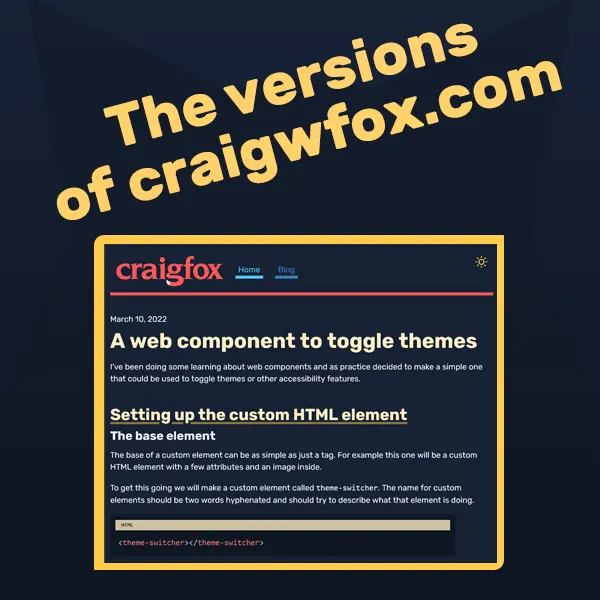 The versions
of craigwfox.com
craigfox Home Blog
March 10, 2022
A web component to toggle themes
I've been doing some learning about web components and as practice decided to make a simple one
that could be used to toggle themes or other accessibility features.
Setting up the custom HTML element
The base element
The base of a custom element can be as simple as just a tag. For example this one will be a custom
HTML element with a few attributes and an image inside.
To get this going we will make a custom element called theme-switcher. The name for custom
elements should be two words hyphenated and should try to describe what that element is doing.
HTML
<theme-switcher></theme-switcher>